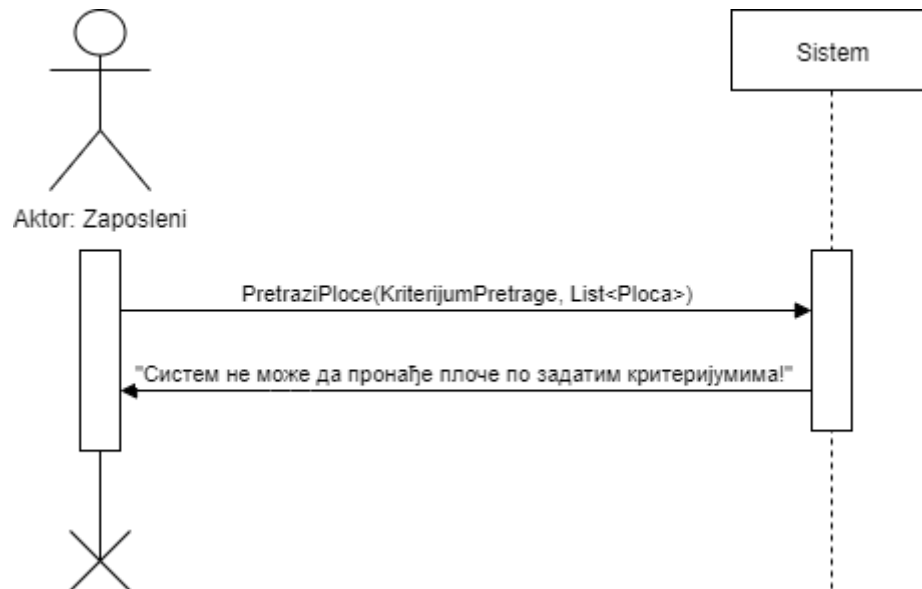 Sistem
Aktor: Zaposleni
PretraziPloce(KriterijumPretrage, List<Ploca>)
"Систем не може да пронађе плоче по задатим критеријумима!"